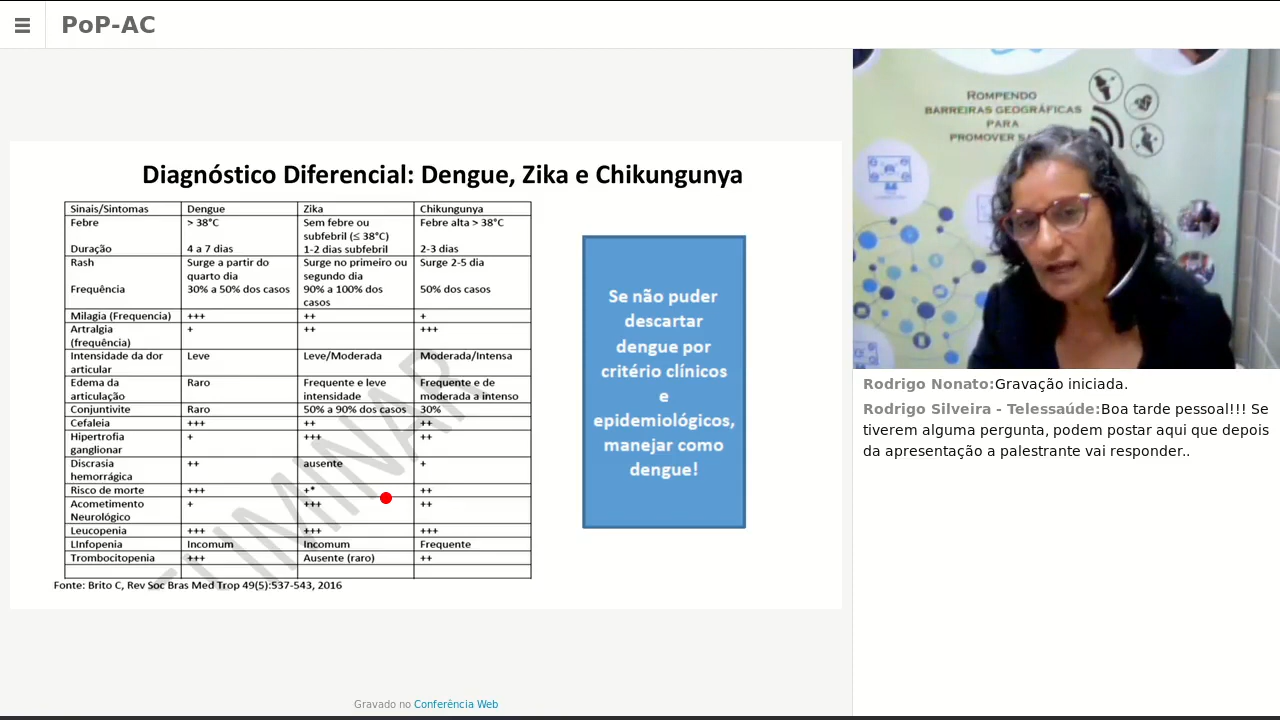 PoP-AC
Diagnóstico Diferencial: Dengue, Zika e Chikungunya
Sinais/Sintomas Dengue Zika Chikungunya
Febre > 38°C Sem febre ou Febre alta > 38°C
subfebril (≤ 38°C)
Duração 4 a 7 dias 1-2 dias subfebril 2-3 dias
Rash Surge a partir do Surge no primeiro ou Surge 2-5 dia
quarto dia segundo dia
Frequência 30% a 50% dos casos 90% a 100% dos 50% dos casos
casos
Milagia (Frequencia) +++ ++ +
Artralgia + ++ +++
(frequência)
Intensidade da dor Leve Leve/Moderada Moderada/Intensa
articular
Edema da Raro Frequente e leve Frequente e de
articulação intensidade moderada a intenso
Conjuntivite Raro 50% a 90% dos casos 30%
Cefaleia +++ ++ ++
Hipertrofia + +++ ++
ganglionar
Discrasia ++ ausente +
hemorrágica
Risco de morte +++ +* ++
Acometimento + +++ ++
Neurológico
Leucopenia +++ +++ +++
LInfopenia Incomum Incomum Frequente
Trombocitopenia +++ Ausente (raro) ++
Fonte: Brito C, Rev Soc Bras Med Trop 49(5):537-543, 2016
Se não puder
descartar
dengue por
critério clínicos
e
epidemiológicos,
manejar como
dengue!
ROMPENDO
BARREIRAS GEOGRÁFICAS
PARA
PROMOVER
Rodrigo Nonato:Gravação iniciada.
Rodrigo Silveira - Telessaúde:Boa tarde pessoal!!! Se
tiverem alguma pergunta, podem postar aqui que depois
da apresentação a palestrante vai responder..
Gravado no Conferência Web